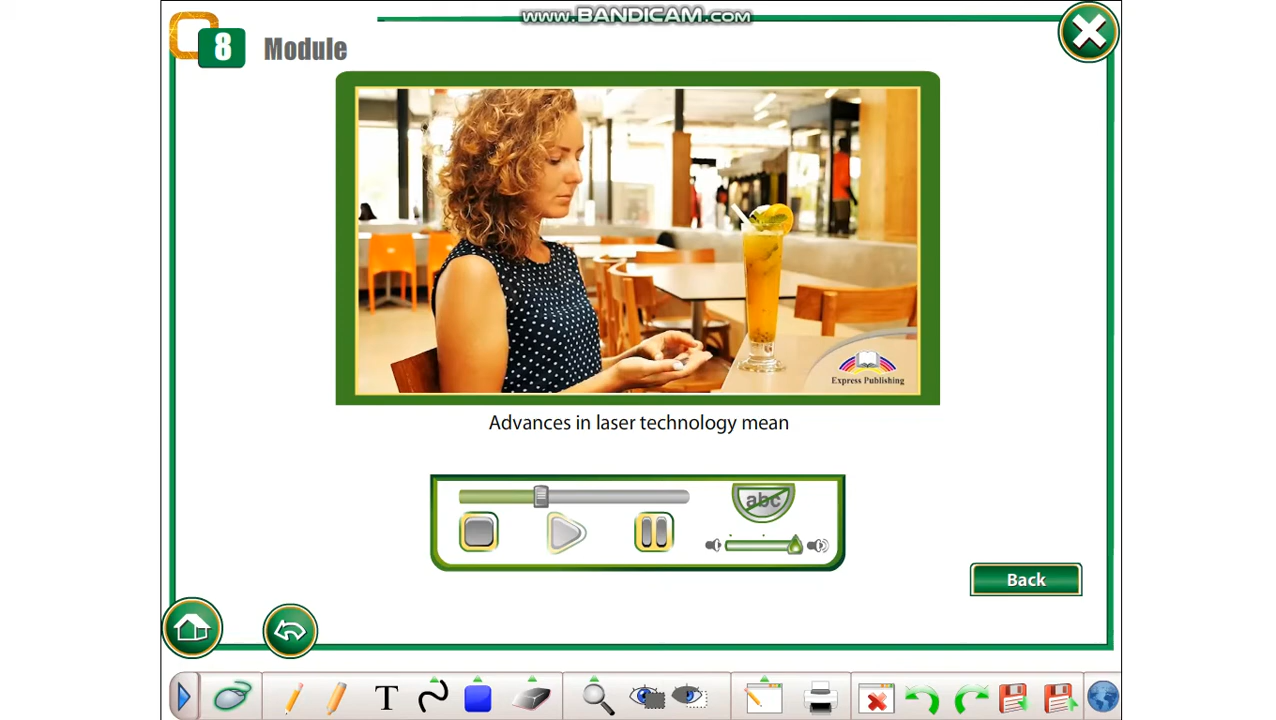 www.BANDICAM.com
8 Module
Express Publishing
Advances in laser technology mean
abc
Back
T